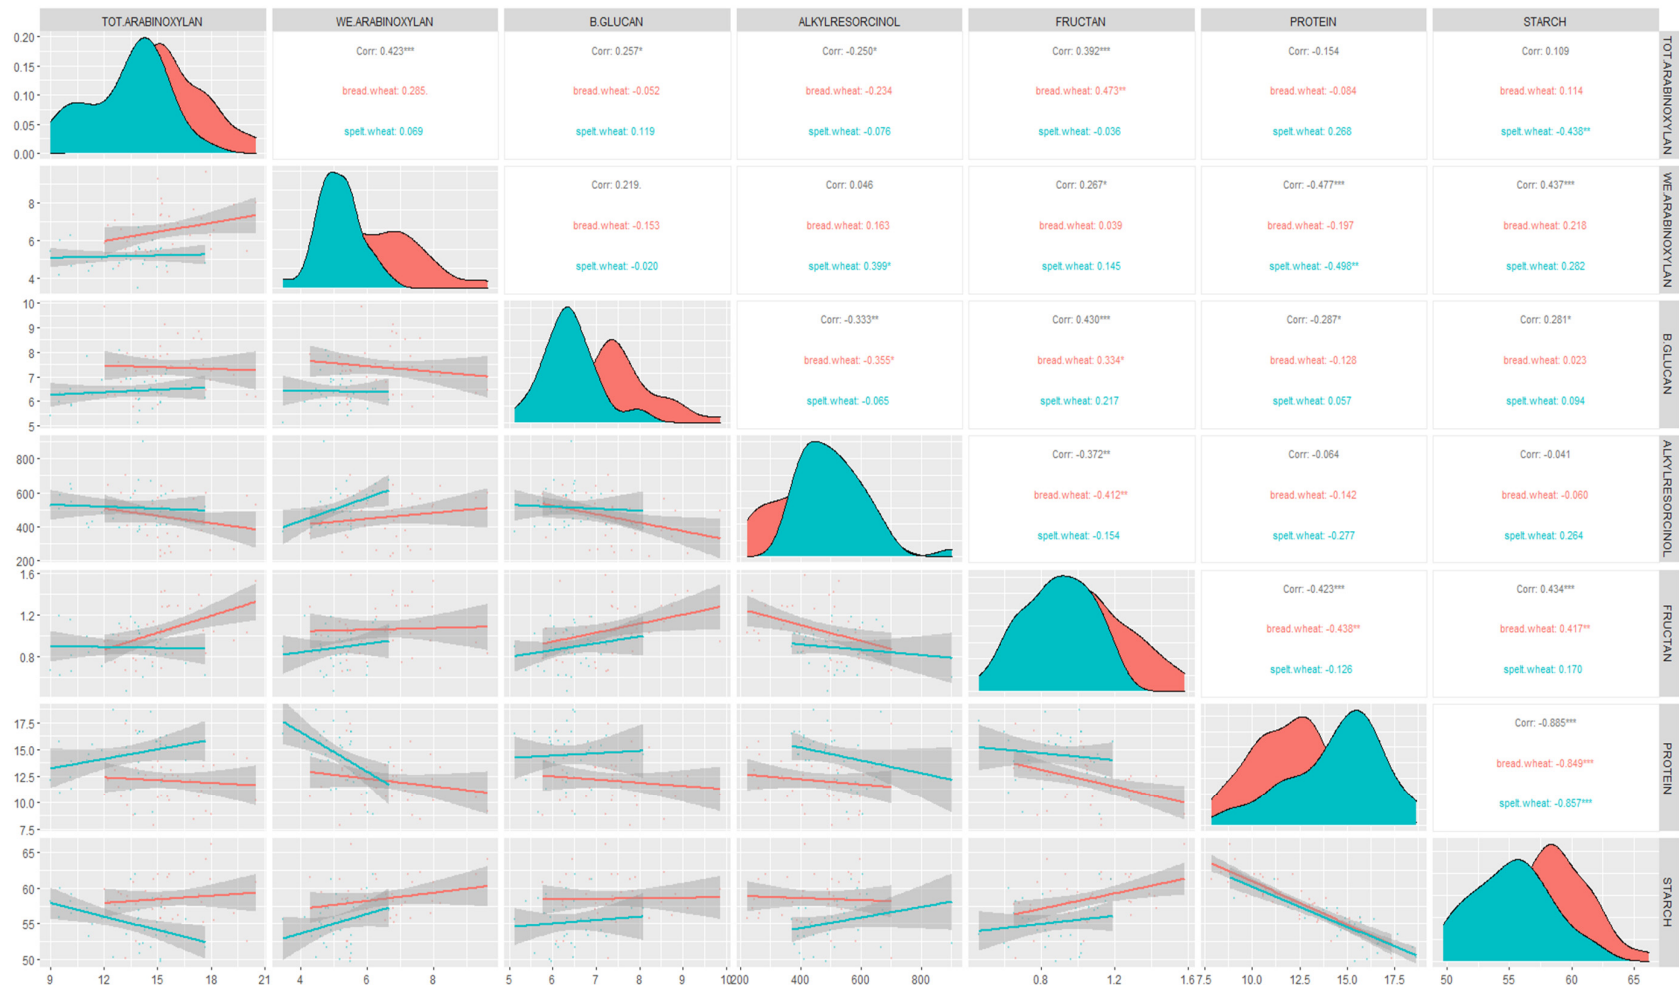 TOT.ARABINOXYLAN WE.ARABINOXYLAN B.GLUCAN ALKYLRESORCINOL FRUCTAN PROTEIN STARCH
0.20
0.15
0.10
0.05
0.00
Corr: 0.423*** Corr: 0.257* Corr: -0.250* Corr: 0.392*** Corr: -0.154 Corr: 0.109
bread.wheat: 0.285. bread.wheat: -0.052 bread.wheat: -0.234 bread.wheat: 0.473** bread.wheat: -0.084 bread.wheat: 0.114
spelt.wheat: 0.069 spelt.wheat: 0.119 spelt.wheat: -0.076 spelt.wheat: -0.036 spelt.wheat: 0.268 spelt.wheat: -0.438**
TOT.ARABINOXYLAN
8
6
4
Corr: 0.219. Corr: 0.046 Corr: 0.267* Corr: -0.477*** Corr: 0.437***
bread.wheat: -0.153 bread.wheat: 0.163 bread.wheat: 0.039 bread.wheat: -0.197 bread.wheat: 0.218
spelt.wheat: -0.020 spelt.wheat: 0.399* spelt.wheat: 0.145 spelt.wheat: -0.498** spelt.wheat: 0.282
WE.ARABINOXYLAN
10
9
8
7
6
5
Corr: -0.333** Corr: 0.430*** Corr: -0.287* Corr: 0.281*
bread.wheat: -0.355* bread.wheat: 0.334* bread.wheat: -0.128 bread.wheat: 0.023
spelt.wheat: -0.065 spelt.wheat: 0.217 spelt.wheat: 0.057 spelt.wheat: 0.094
B.GLUCAN
800
600
400
200
Corr: -0.372** Corr: -0.064 Corr: -0.041
bread.wheat: -0.412** bread.wheat: -0.142 bread.wheat: -0.060
spelt.wheat: -0.154 spelt.wheat: -0.277 spelt.wheat: 0.264
ALKYLRESORCINOL
1.6
1.2
0.8
Corr: -0.423*** Corr: 0.434***
bread.wheat: -0.438** bread.wheat: 0.417**
spelt.wheat: -0.126 spelt.wheat: 0.170
FRUCTAN
17.5
15.0
12.5
10.0
7.5
Corr: -0.885***
bread.wheat: -0.849***
spelt.wheat: -0.857***
PROTEIN
65
60
55
50
STARCH
9 12 15 18 21 4 6 8 5 6 7 8 9 10 200 400 600 800 0.8 1.2 1.6 7.5 10.0 12.5 15.0 17.5 50 55 60 65